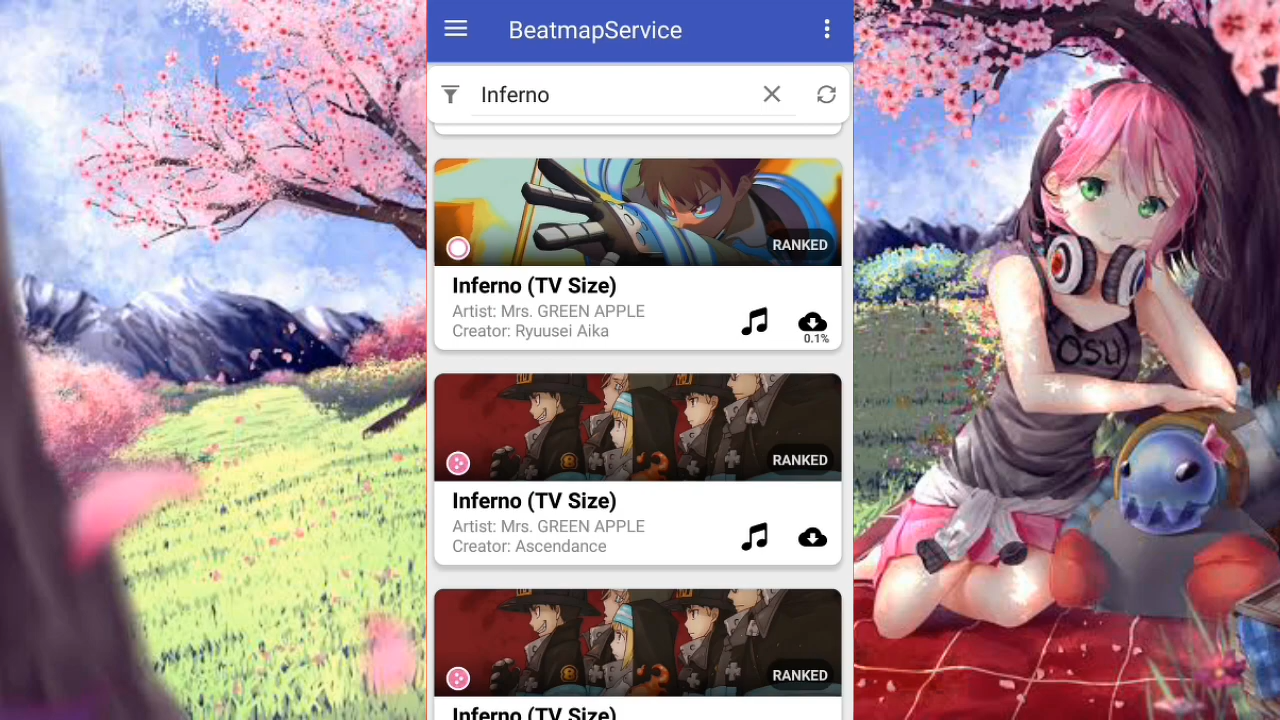 BeatmapService
Inferno
RANKED
Inferno (TV Size)
Artist: Mrs. GREEN APPLE
Creator: Ryuusei Aika
0.1%
RANKED
Inferno (TV Size)
Artist: Mrs. GREEN APPLE
Creator: Ascendance
RANKED
Inferno (TV Size)
osu!